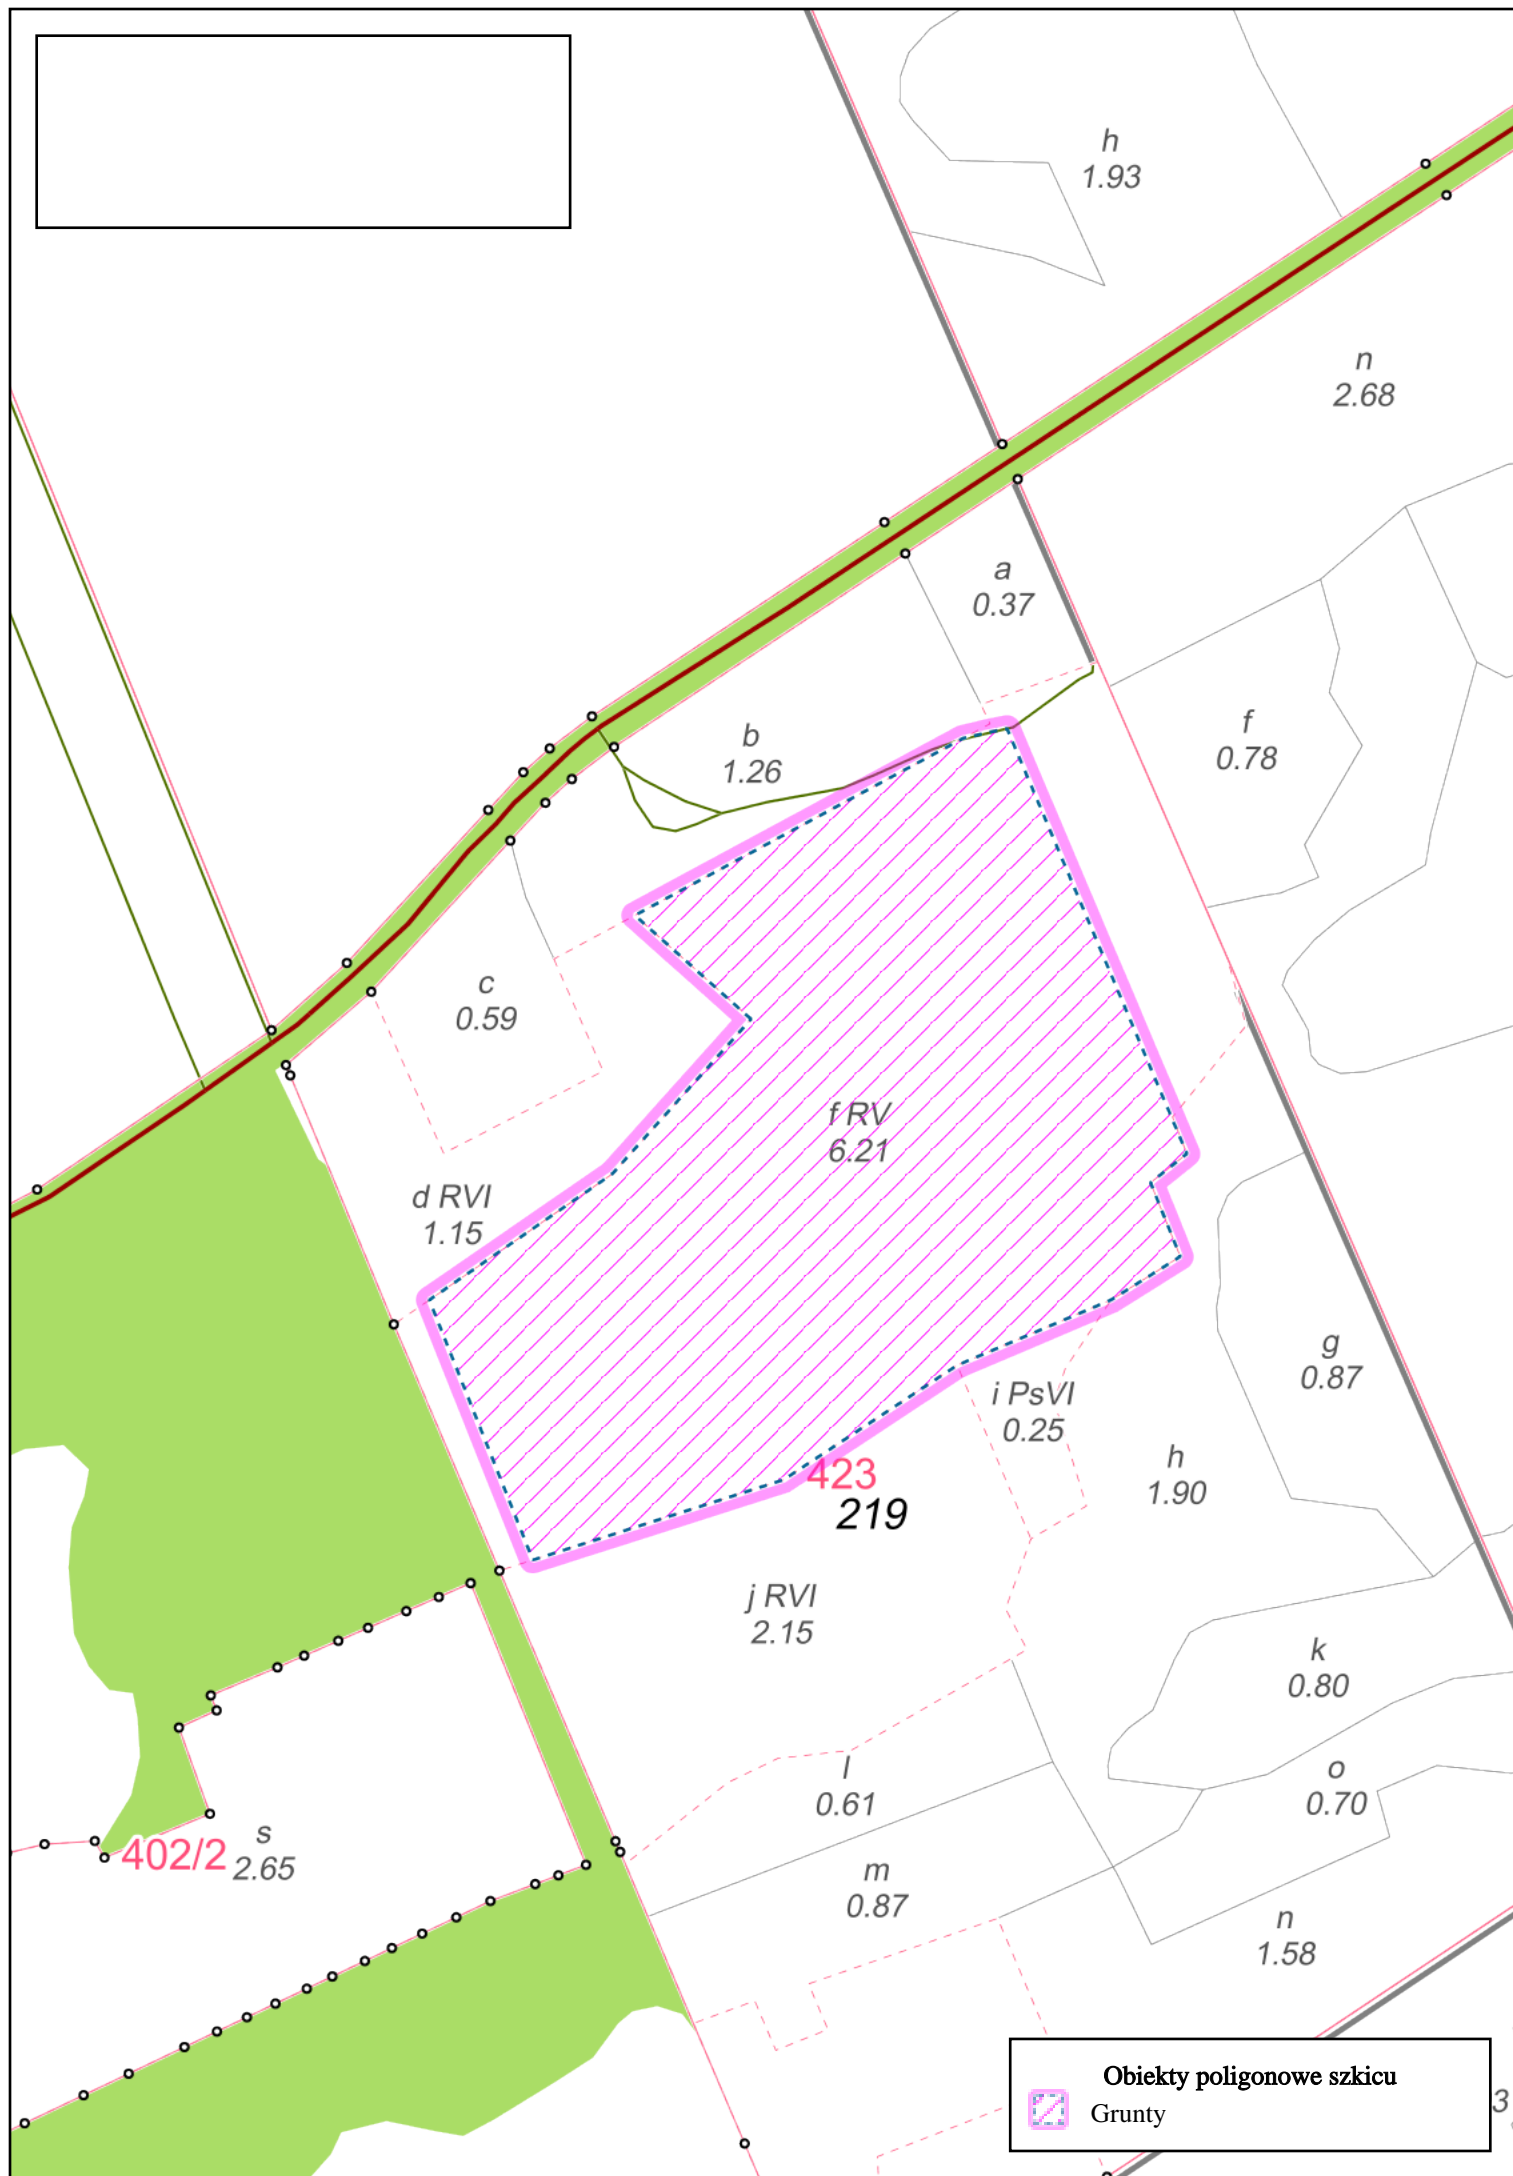 h
1.93
n
2.68
a
0.37
b
1.26
f
0.78
c
0.59
f RV
6.21
d RVI
1.15
g
0.87
i PsVI
0.25
h
1.90
423
219
j RVI
2.15
k
0.80
l
0.61
o
0.70
402/2
s
2.65
m
0.87
n
1.58
Obiekty poligonowe szkicu
Grunty
3